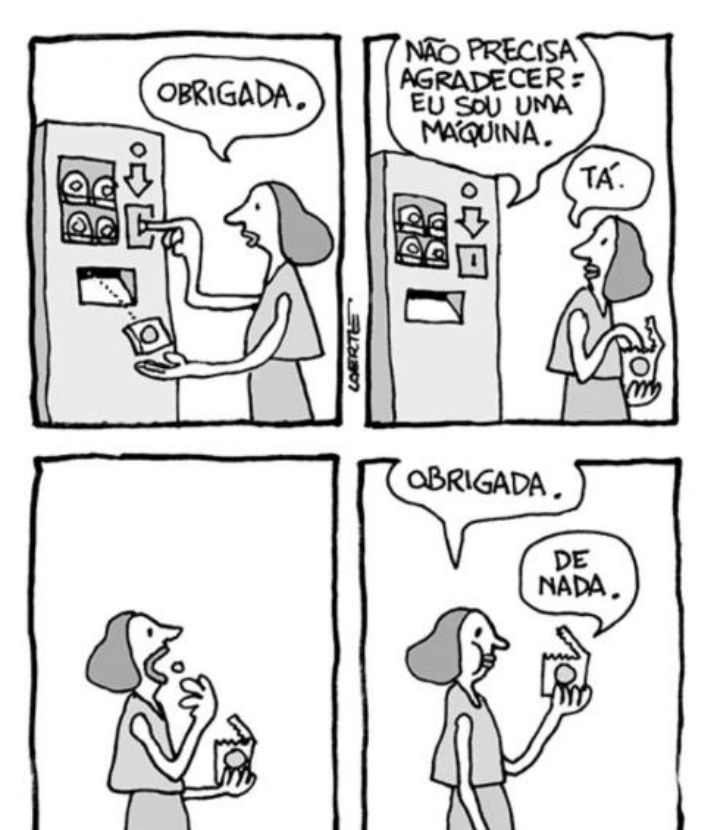 OBRIGADA.
NÃO PRECISA
AGRADECER:
EU SOU UMA
MÁQUINA.
TÁ.
LAERTE
OBRIGADA.
DE
NADA.